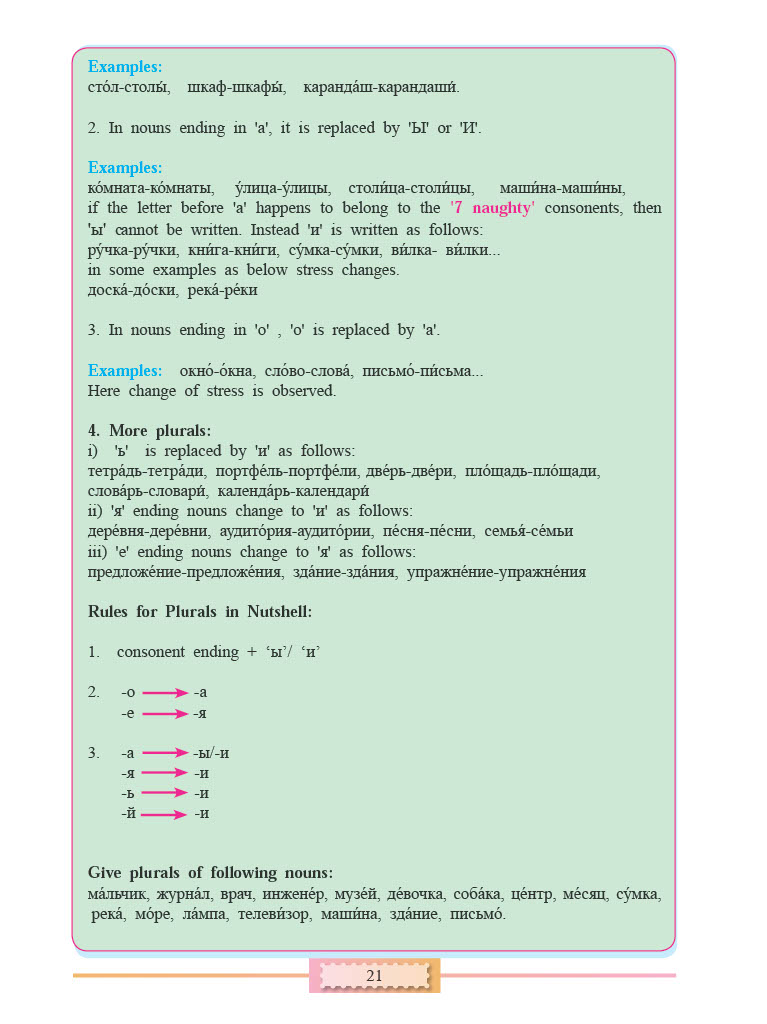 Examples:
сто́л-столы́, шкаф-шкафы́, каранда́ш-карандаши́.
2. In nouns ending in 'a', it is replaced by 'Ы' or 'И'.
Examples:
ко́мната-ко́мнаты, у́лица-у́лицы, столи́ца-столи́цы, маши́на-маши́ны,
if the letter before 'a' happens to belong to the '7 naughty' consonents, then
'ы' cannot be written. Instead 'и' is written as follows:
ру́чка-ру́чки, кни́га-кни́ги, су́мка-су́мки, ви́лка- ви́лки...
in some examples as below stress changes.
доска́-до́ски, река́-ре́ки
3. In nouns ending in 'o' , 'o' is replaced by 'a'.
Examples: окно́-о́кна, сло́во-слова́, письмо́-пи́сьма...
Here change of stress is observed.
4. More plurals:
i) 'ь' is replaced by 'и' as follows:
тетра́дь-тетра́ди, портфе́ль-портфе́ли, две́рь-две́ри, пло́щадь-пло́щади,
слова́рь-словари́, календа́рь-календари́
ii) 'я' ending nouns change to 'и' as follows:
дере́вня-дере́вни, аудито́рия-аудито́рии, пе́сня-пе́сни, семья́-се́мьи
iii) 'е' ending nouns change to 'я' as follows:
предложе́ние-предложе́ния, зда́ние-зда́ния, упражне́ние-упражне́ния
Rules for Plurals in Nutshell:
1. consonent ending + ‘ы’/ ‘и’
2. -о → -а
-е → -я
3. -а → -ы/-и
-я → -и
-ь → -и
-й → -и
Give plurals of following nouns:
ма́льчик, журна́л, врач, инжене́р, музе́й, де́вочка, соба́ка, це́нтр, ме́сяц, су́мка,
река́, мо́ре, ла́мпа, телеви́зор, маши́на, зда́ние, письмо́.
21